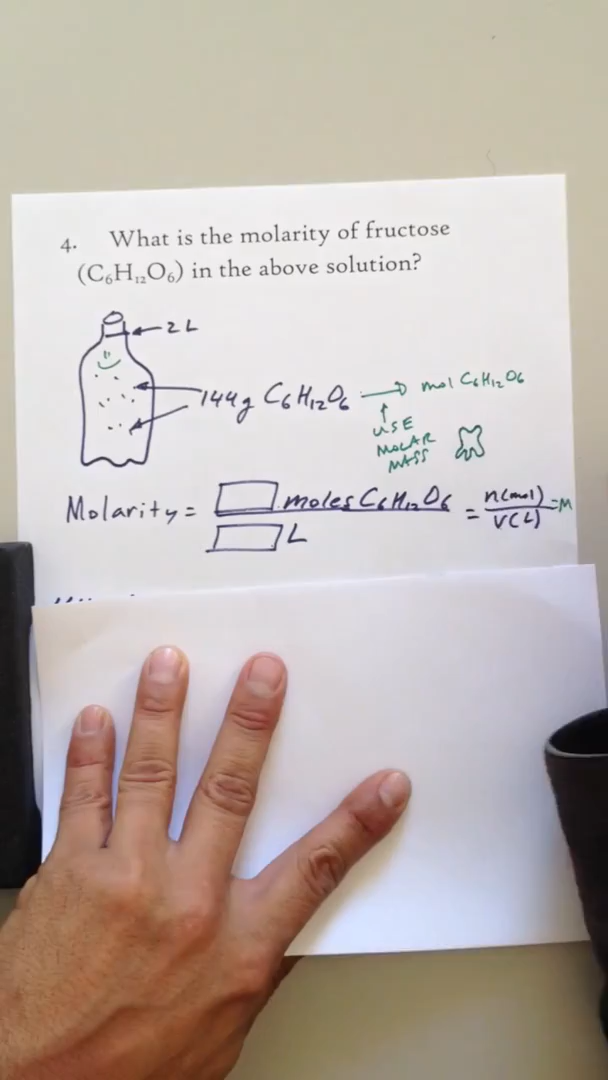 4. What is the molarity of fructose
(C₆H₁₂O₆) in the above solution?
2 L
144g C₆H₁₂O₆ → mol C₆H₁₂O₆
↑
USE
MOLAR
MASS
Molarity = moles C₆H₁₂O₆ / L = n(mol) / V(L) = M